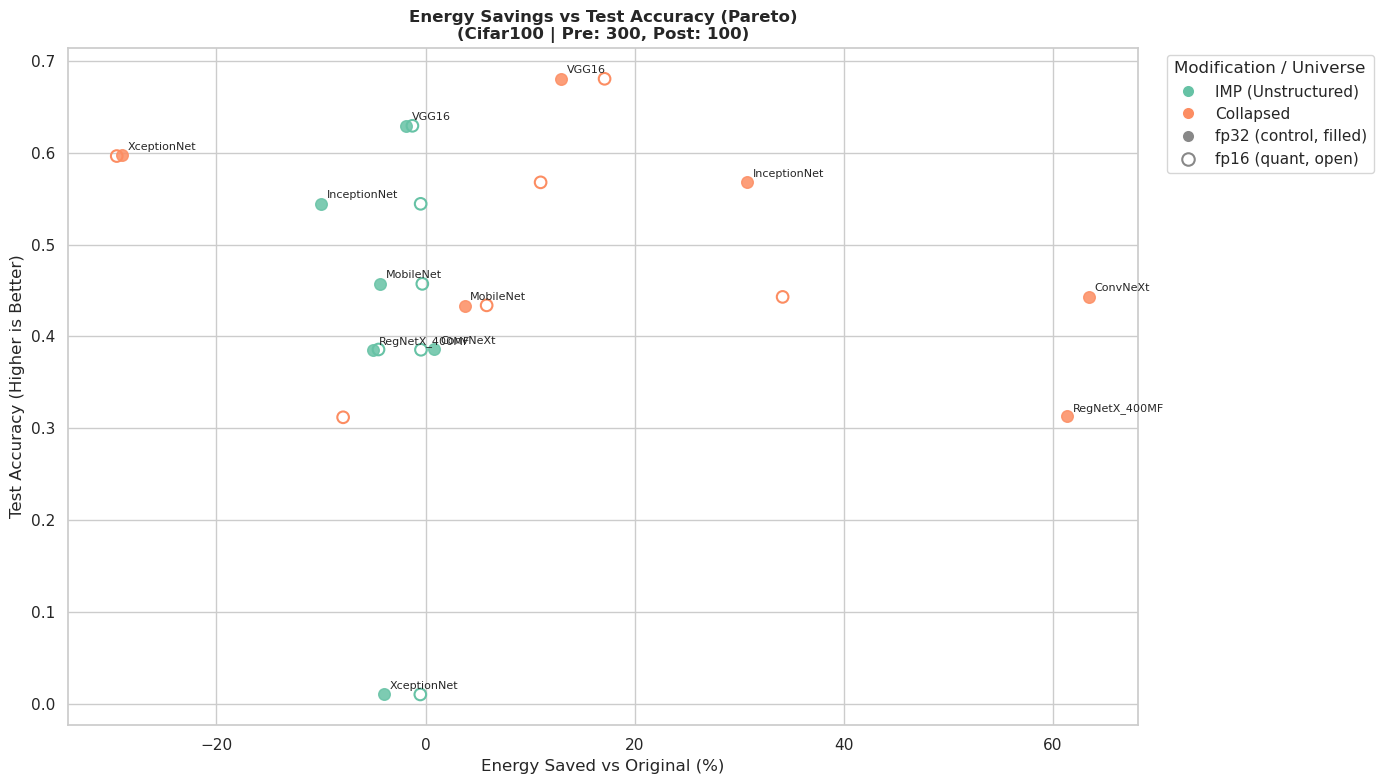 Energy Savings vs Test Accuracy (Pareto)
(Cifar100 | Pre: 300, Post: 100)
Test Accuracy (Higher is Better)
0.7
0.6
0.5
0.4
0.3
0.2
0.1
0.0
VGG16
VGG16
XceptionNet
InceptionNet
InceptionNet
MobileNet
MobileNet
ConvNeXt
RegNetX_400MF
ConvNeXt
RegNetX_400MF
XceptionNet
−20
0
20
40
60
Energy Saved vs Original (%)
Modification / Universe
IMP (Unstructured)
Collapsed
fp32 (control, filled)
fp16 (quant, open)